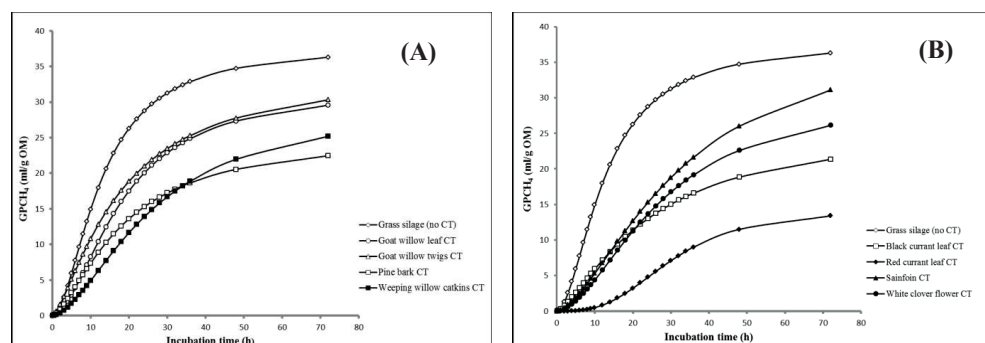 (A)
GPCH4 (ml/g OM)
40
35
30
25
20
15
10
5
0
0 10 20 30 40 50 60 70 80
Incubation time (h)
Grass silage (no CT)
Goat willow leaf CT
Goat willow twigs CT
Pine bark CT
Weeping willow catkins CT
(B)
GPCH4 (ml/g OM)
40
35
30
25
20
15
10
5
0
0 10 20 30 40 50 60 70 80
Incubation time (h)
Grass silage (no CT)
Black currant leaf CT
Red currant leaf CT
Sainfoin CT
White clover flower CT